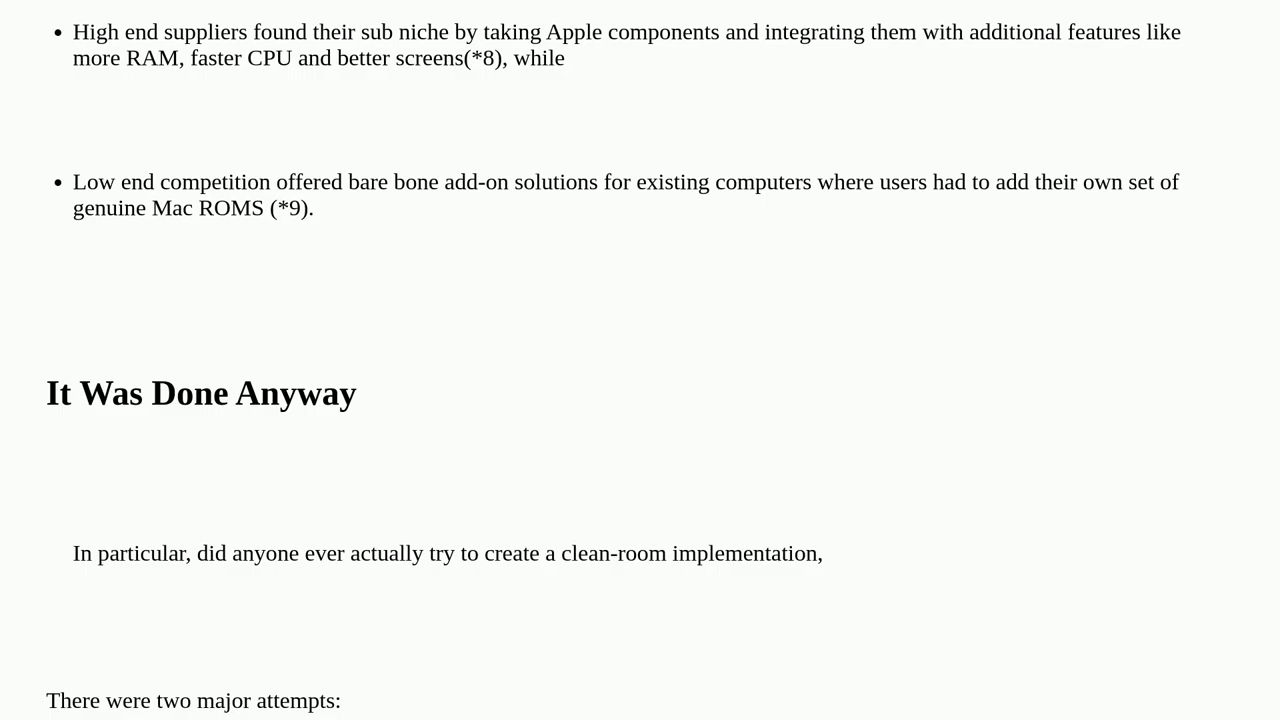 High end suppliers found their sub niche by taking Apple components and integrating them with additional features like
more RAM, faster CPU and better screens(*8), while
Low end competition offered bare bone add-on solutions for existing computers where users had to add their own set of
genuine Mac ROMS (*9).
It Was Done Anyway
In particular, did anyone ever actually try to create a clean-room implementation,
There were two major attempts: